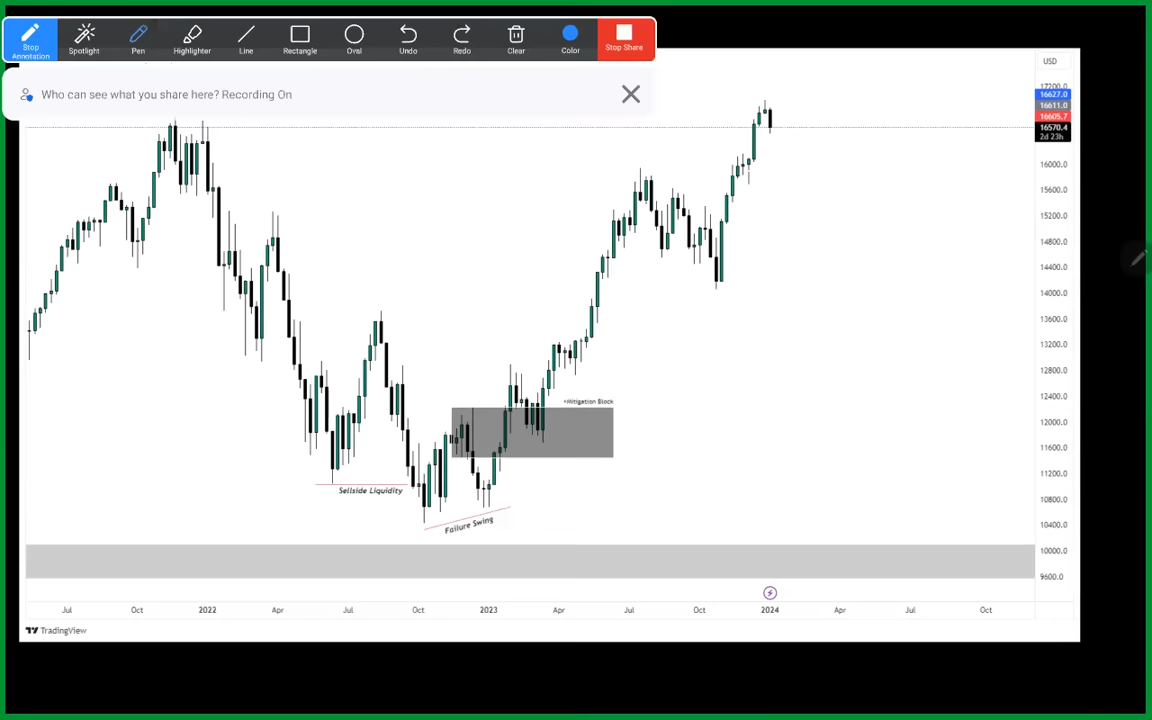 Stop Annotation
Spotlight
Pen
Highlighter
Line
Rectangle
Oval
Undo
Redo
Clear
Color
Stop Share
Who can see what you share here? Recording On
USD
17200.0
16627.0
16611.0
16605.7
16570.4
2d 23h
16000.0
15600.0
15200.0
14800.0
14400.0
14000.0
13600.0
13200.0
12800.0
12400.0
12000.0
11600.0
11200.0
10800.0
10400.0
10000.0
9600.0
+Mitigation Block
Sellside Liquidity
Failure Swing
Jul Oct 2022 Apr Jul Oct 2023 Apr Jul Oct 2024 Apr Jul Oct
TradingView